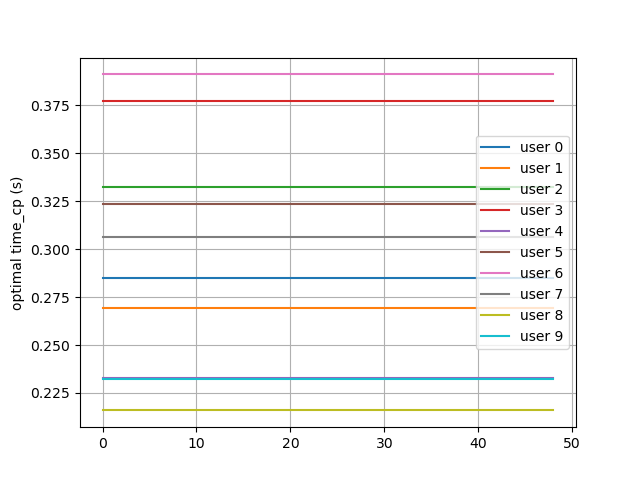 optimal time_cp (s)
0.375
0.350
0.325
0.300
0.275
0.250
0.225
0 10 20 30 40 50
user 0
user 1
user 2
user 3
user 4
user 5
user 6
user 7
user 8
user 9